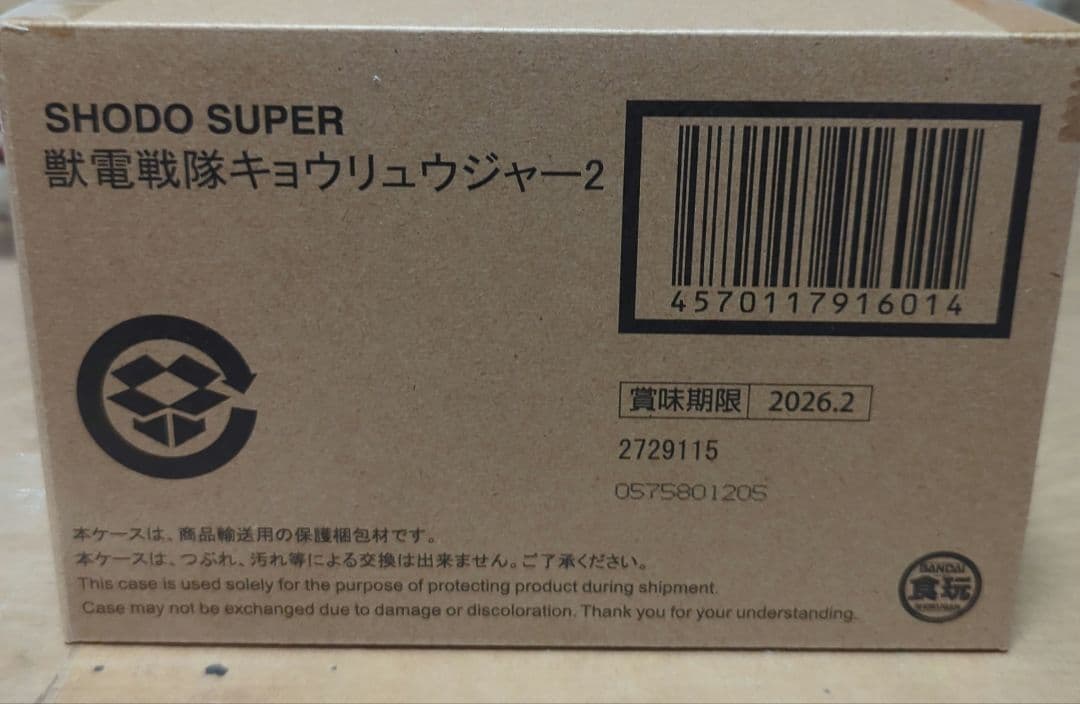 SHODO SUPER
獣電戦隊キョウリュウジャー2
4570117916014
賞味期限 2026.2
2729115
0575801205
本ケースは、商品輸送用の保護梱包材です。
本ケースは、つぶれ、汚れ等による交換は出来ません。ご了承ください。
This case is used solely for the purpose of protecting product during shipment.
Case may not be exchanged due to damage or discoloration. Thank you for your understanding.
BANDAI
食玩